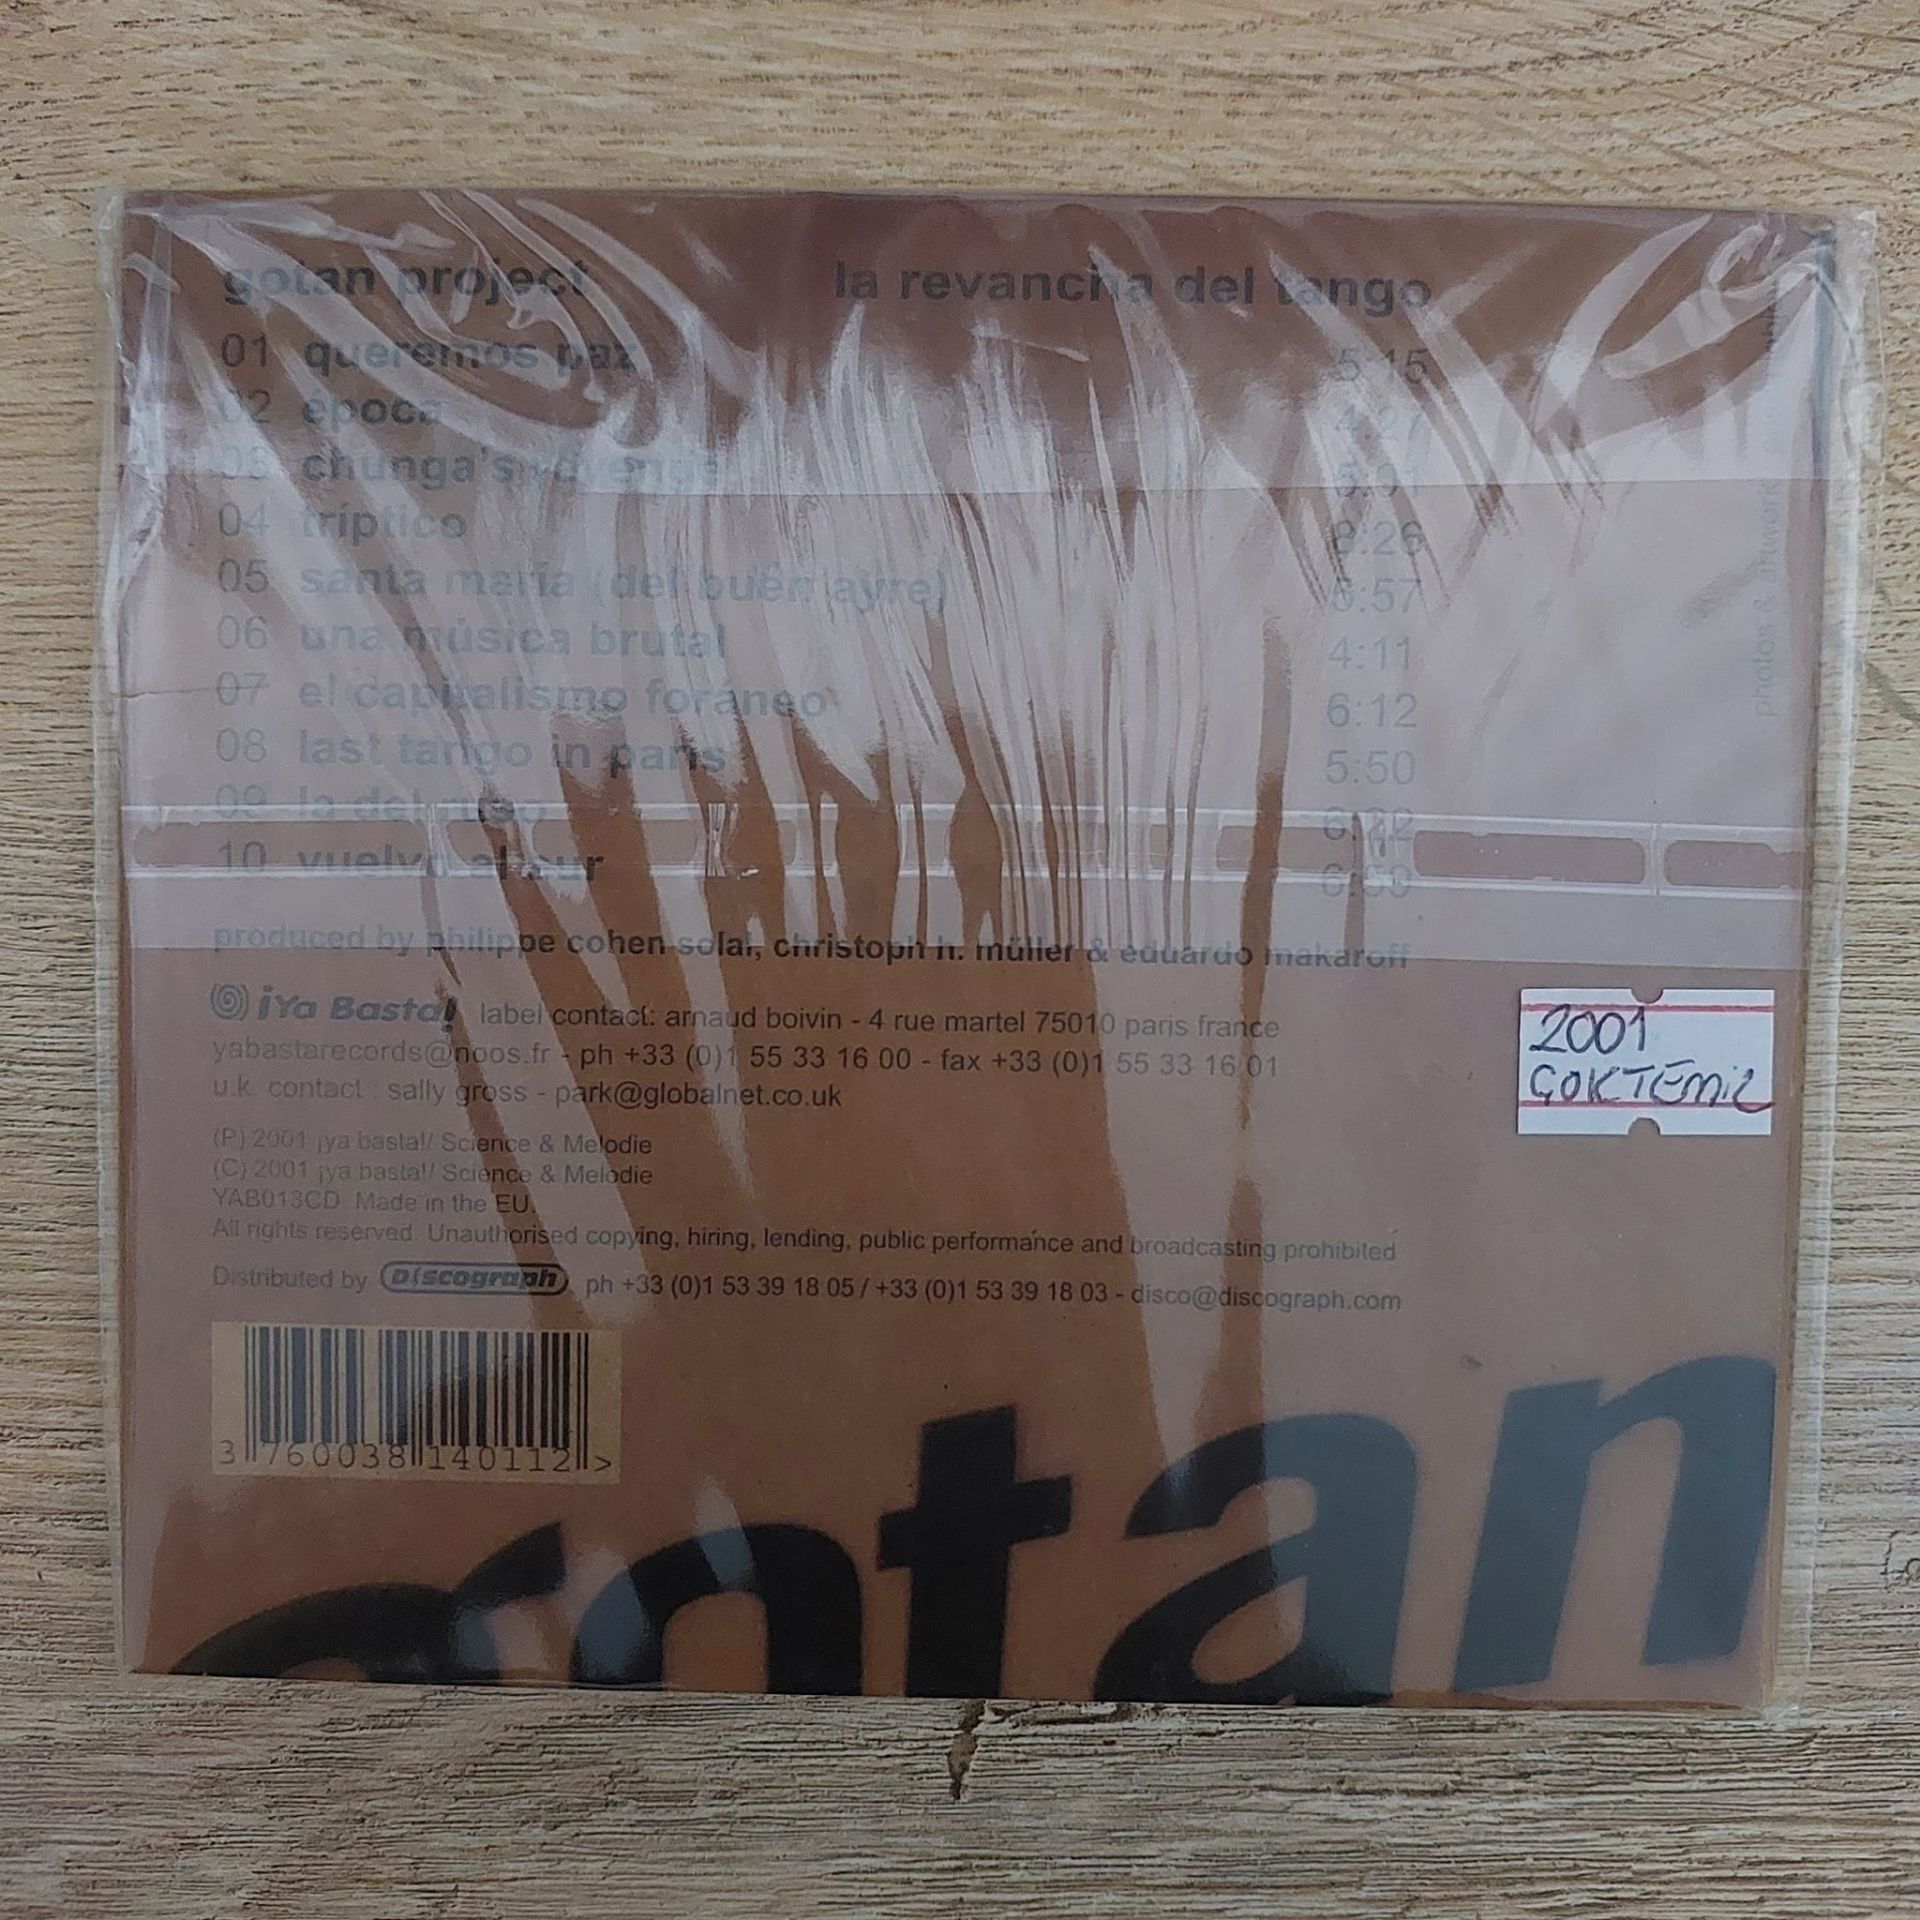 gotan project la revancha del tango
01 queremos paz 5:15
02 época 4:27
03 chunga's revenge 5:01
04 tríptico 8:26
05 santa maría (del buen ayre) 5:57
06 una música brutal 4:11
07 el capitalismo foráneo 6:12
08 last tango in paris 5:50
09 la del ruso 6:22
10 vuelvo al sur 6:58
produced by philippe cohen solal, christoph h. müller & eduardo makaroff
¡Ya Basta! label contact: arnaud boivin - 4 rue martel 75010 paris france
yabastarecords@noos.fr - ph +33 (0)1 55 33 16 00 - fax +33 (0)1 55 33 16 01
u.k. contact : sally gross - park@globalnet.co.uk
(P) 2001 ¡ya basta!/ Science & Melodie
(C) 2001 ¡ya basta!/ Science & Melodie
YAB013CD Made in the EU.
All rights reserved. Unauthorised copying, hiring, lending, public performance and broadcasting prohibited
Distributed by Discograph ph +33 (0)1 53 39 18 05 / +33 (0)1 53 39 18 03 - disco@discograph.com
3 760038 140112 >
gotan
photos & artwork
2001
ÇOK TEMİZ